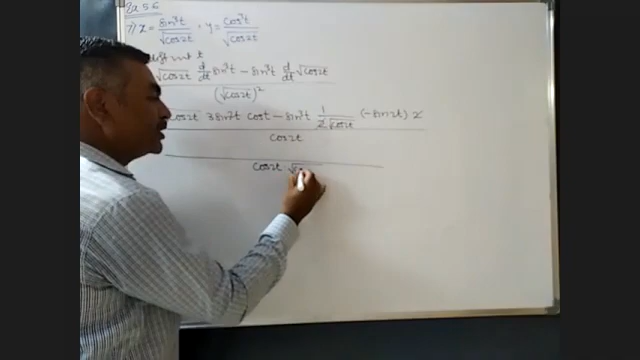 Ex 5.6
7) x = sin³t/√cos2t , y = cos³t/√cos2t
diff w.r.t t
√cos2t d/dt sin³t − sin³t d/dt √cos2t
(√cos2t)²
√cos2t 3sin²t cost − sin³t 1/2√cos2t (−sin2t) 2
cos2t
cos2t √c